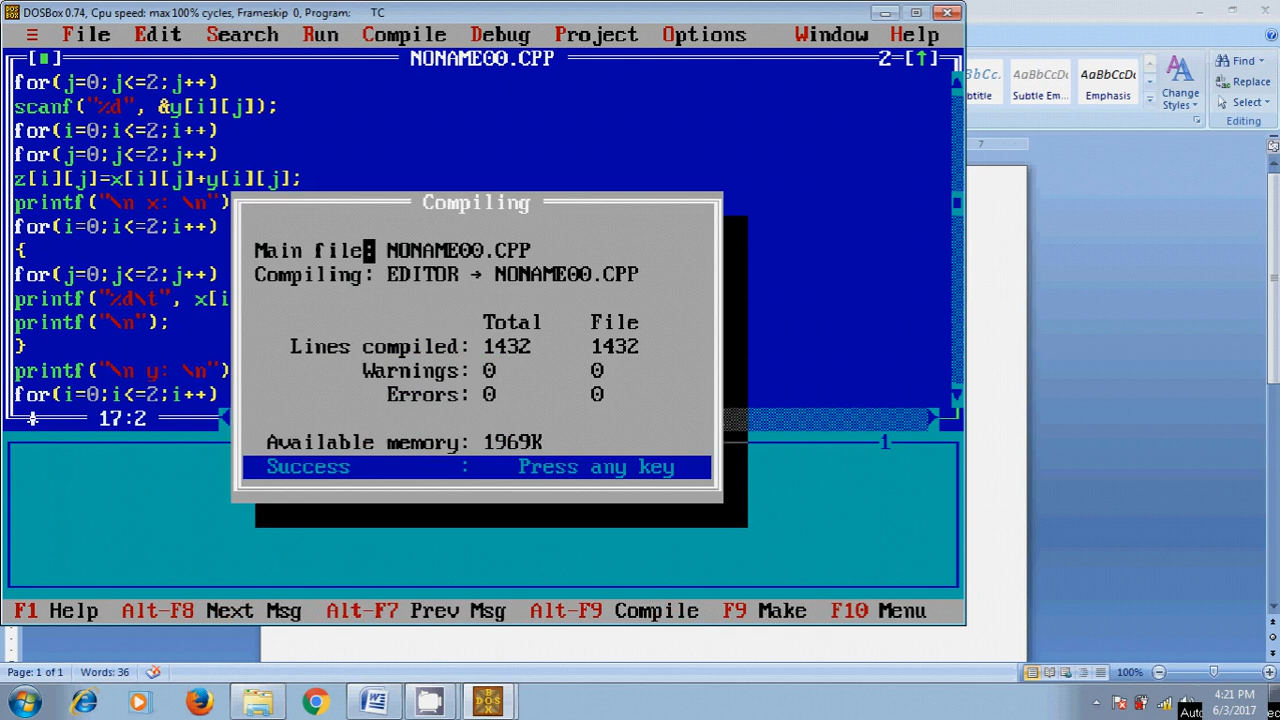 DOSBox 0.74, Cpu speed: max 100% cycles, Frameskip 0, Program: TC
≡ File Edit Search Run Compile Debug Project Options Window Help
[■] NONAME00.CPP 2=[↑]
for(j=0;j<=2;j++)
scanf("%d", &y[i][j]);
for(i=0;i<=2;i++)
for(j=0;j<=2;j++)
z[i][j]=x[i][j]+y[i][j];
printf("\n x: \n")
for(i=0;i<=2;i++)
{
for(j=0;j<=2;j++)
printf("%d\t", x[i
printf("\n");
}
printf("\n y: \n")
for(i=0;i<=2;i++)
17:2
Compiling
Main file: NONAME00.CPP
Compiling: EDITOR → NONAME00.CPP
Total File
Lines compiled: 1432 1432
Warnings: 0 0
Errors: 0 0
Available memory: 1969K
Success : Press any key
1
F1 Help Alt-F8 Next Msg Alt-F7 Prev Msg Alt-F9 Compile F9 Make F10 Menu
AaBbCcDc AaBbCcDc
btitle Subtle Em... Emphasis
Change Styles
Find
Replace
Select
Editing
7
Page: 1 of 1 Words: 36 100%
4:21 PM
6/3/2017